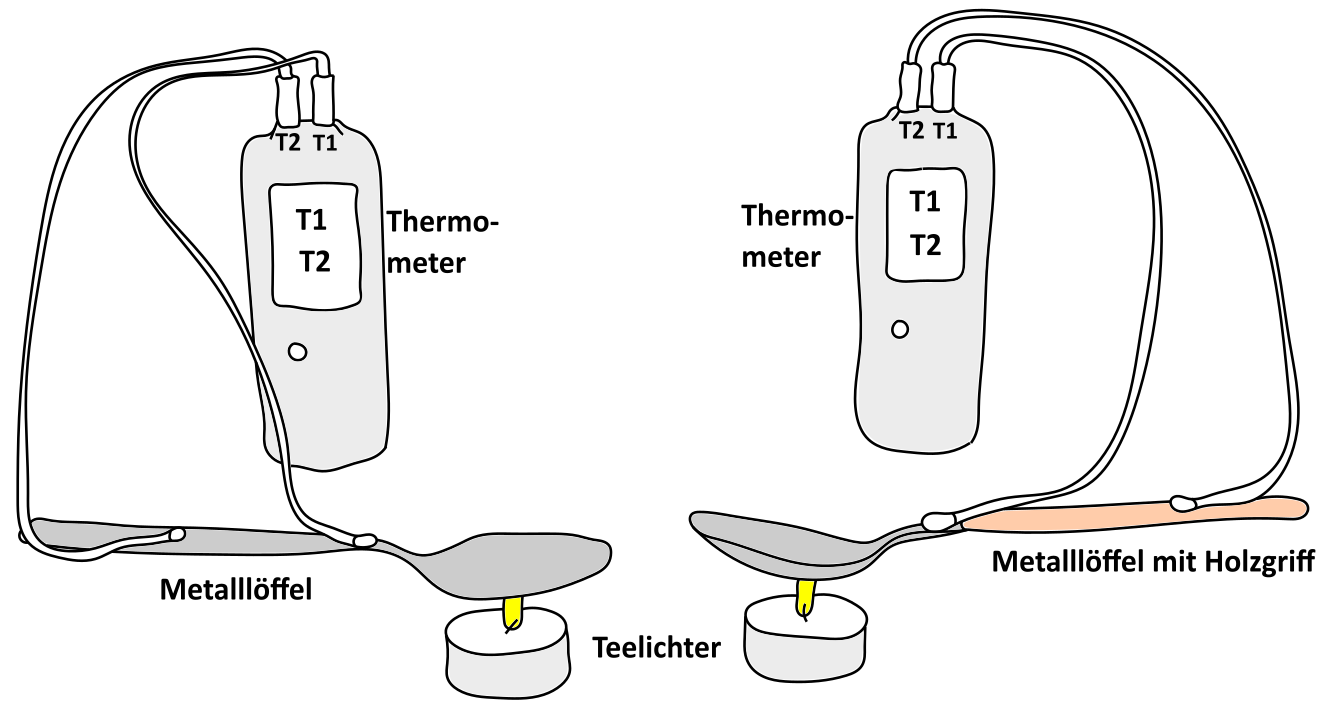 T2 T1
T1
T2
Thermo-
meter
Metalllöffel
T2 T1
T1
T2
Thermo-
meter
Metalllöffel mit Holzgriff
Teelichter